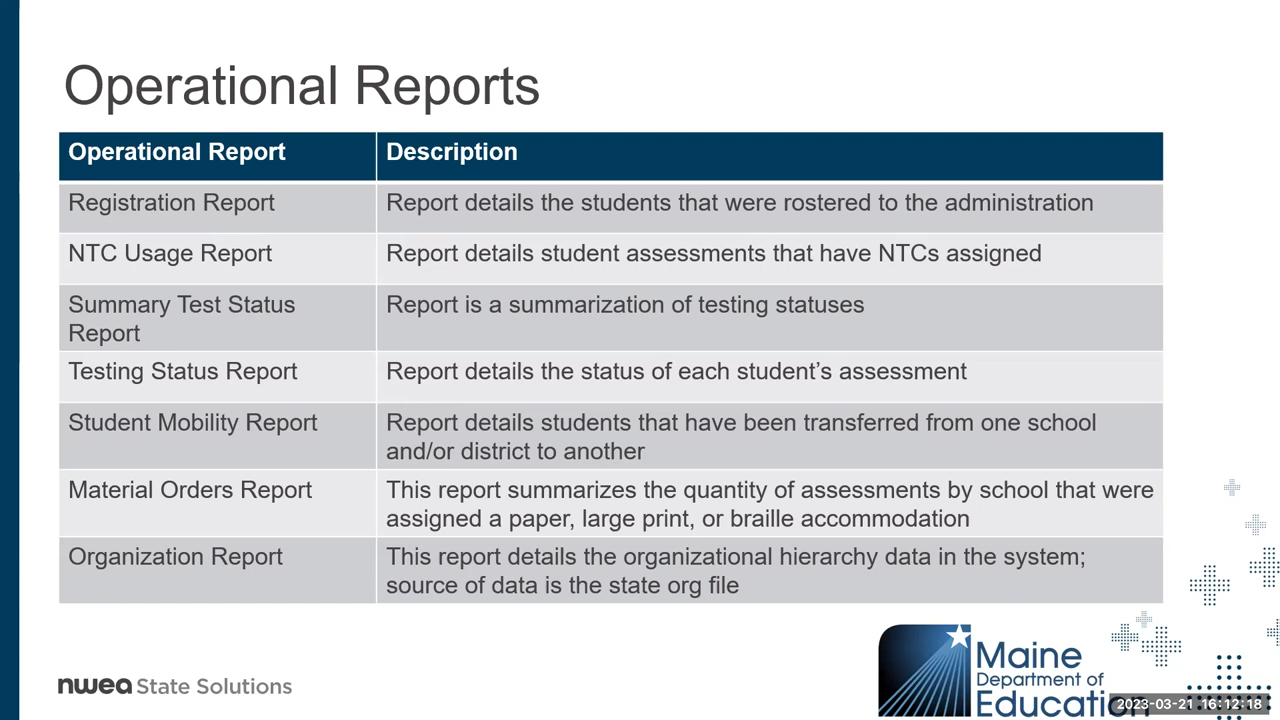 Operational Reports
Operational Report
Description
Registration Report
Report details the students that were rostered to the administration
NTC Usage Report
Report details student assessments that have NTCs assigned
Summary Test Status
Report
Report is a summarization of testing statuses
Testing Status Report
Report details the status of each student’s assessment
Student Mobility Report
Report details students that have been transferred from one school
and/or district to another
Material Orders Report
This report summarizes the quantity of assessments by school that were
assigned a paper, large print, or braille accommodation
Organization Report
This report details the organizational hierarchy data in the system;
source of data is the state org file
nwea State Solutions
Maine
Department of
Education
2023-03-21 16:12:18